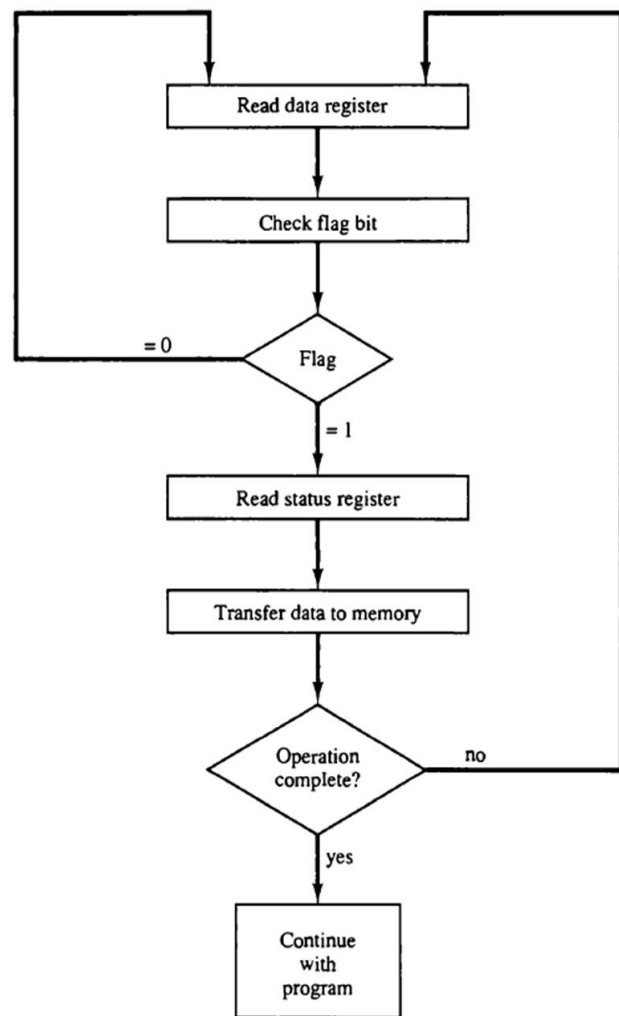 Read data register
Check flag bit
= 0
Flag
= 1
Read status register
Transfer data to memory
Operation
complete?
no
yes
Continue
with
program